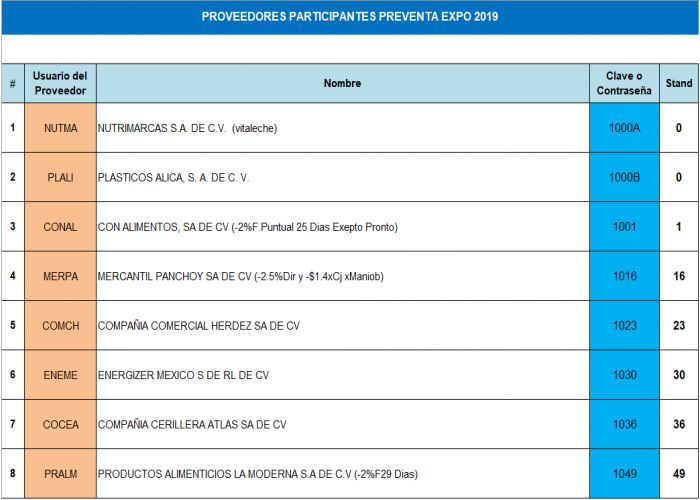 PROVEEDORES PARTICIPANTES PREVENTA EXPO 2019
# Usuario del Proveedor Nombre Clave o Contraseña Stand
1 NUTMA NUTRIMARCAS S.A. DE C.V. (vitaleche) 1000A 0
2 PLALI PLASTICOS ALICA, S. A. DE C. V. 1000B 0
3 CONAL CON ALIMENTOS, SA DE CV (-2%F Puntual 25 Dias Exepto Pronto) 1001 1
4 MERPA MERCANTIL PANCHOY SA DE CV (-2.5%Dir y -$1.4xCj xManiob) 1016 16
5 COMCH COMPAÑIA COMERCIAL HERDEZ SA DE CV 1023 23
6 ENEME ENERGIZER MEXICO S DE RL DE CV 1030 30
7 COCEA COMPAÑIA CERILLERA ATLAS SA DE CV 1036 36
8 PRALM PRODUCTOS ALIMENTICIOS LA MODERNA S.A DE C.V (-2%F29 Dias) 1049 49